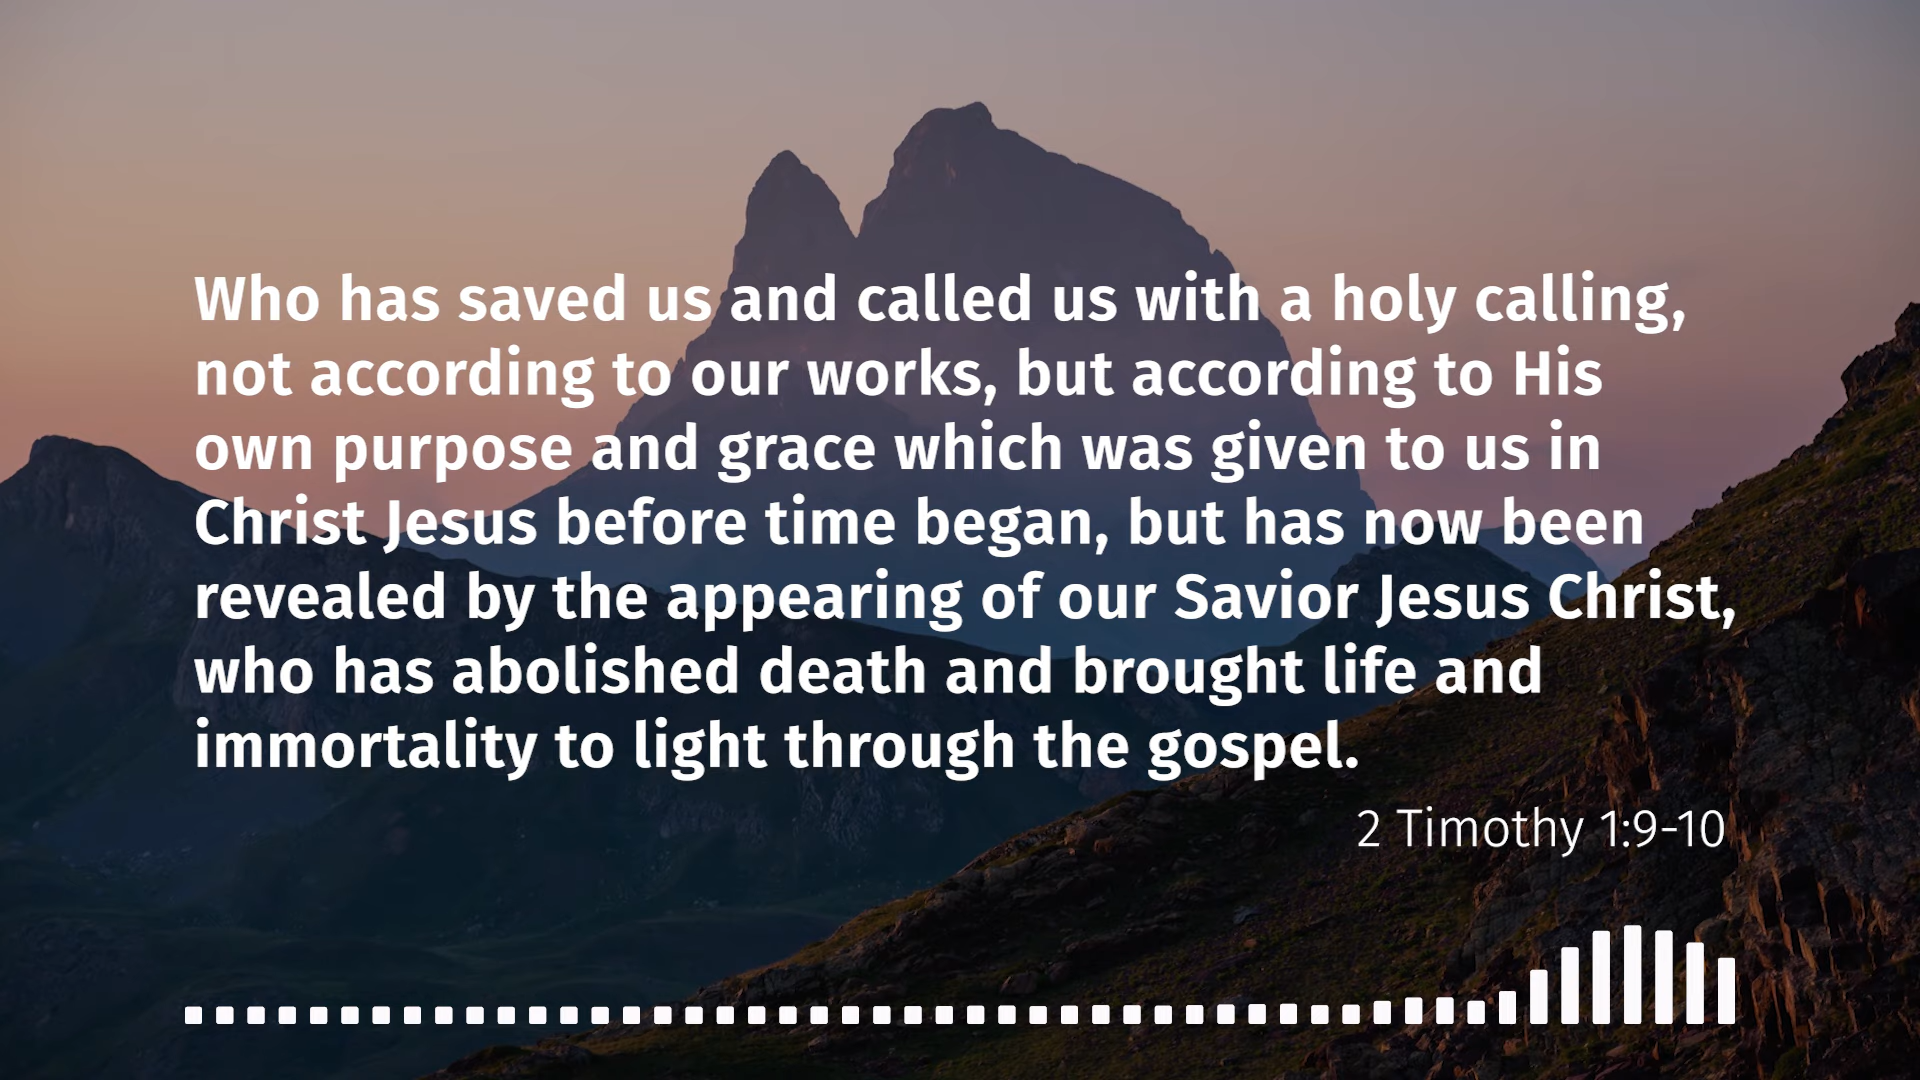 Who has saved us and called us with a holy calling,
not according to our works, but according to His
own purpose and grace which was given to us in
Christ Jesus before time began, but has now been
revealed by the appearing of our Savior Jesus Christ,
who has abolished death and brought life and
immortality to light through the gospel.
2 Timothy 1:9-10